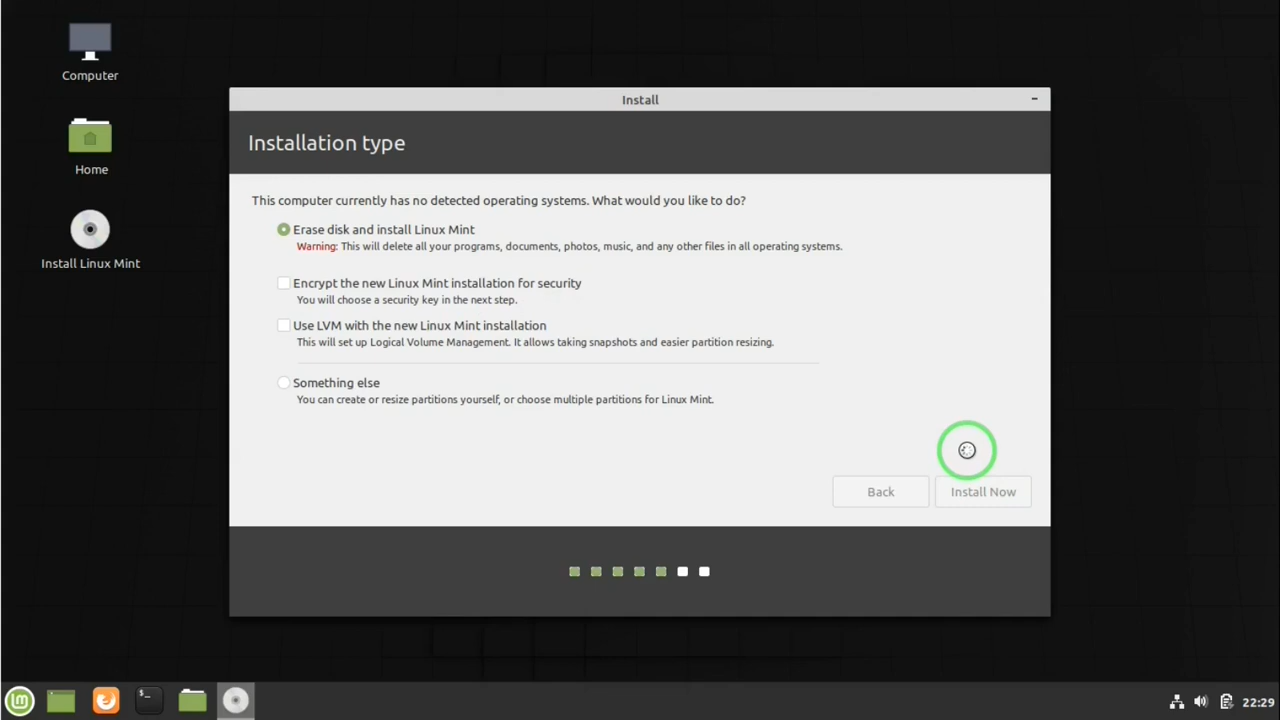 Computer
Home
Install Linux Mint
Install
Installation type
This computer currently has no detected operating systems. What would you like to do?
Erase disk and install Linux Mint
Warning: This will delete all your programs, documents, photos, music, and any other files in all operating systems.
Encrypt the new Linux Mint installation for security
You will choose a security key in the next step.
Use LVM with the new Linux Mint installation
This will set up Logical Volume Management. It allows taking snapshots and easier partition resizing.
Something else
You can create or resize partitions yourself, or choose multiple partitions for Linux Mint.
Back
Install Now
22:29